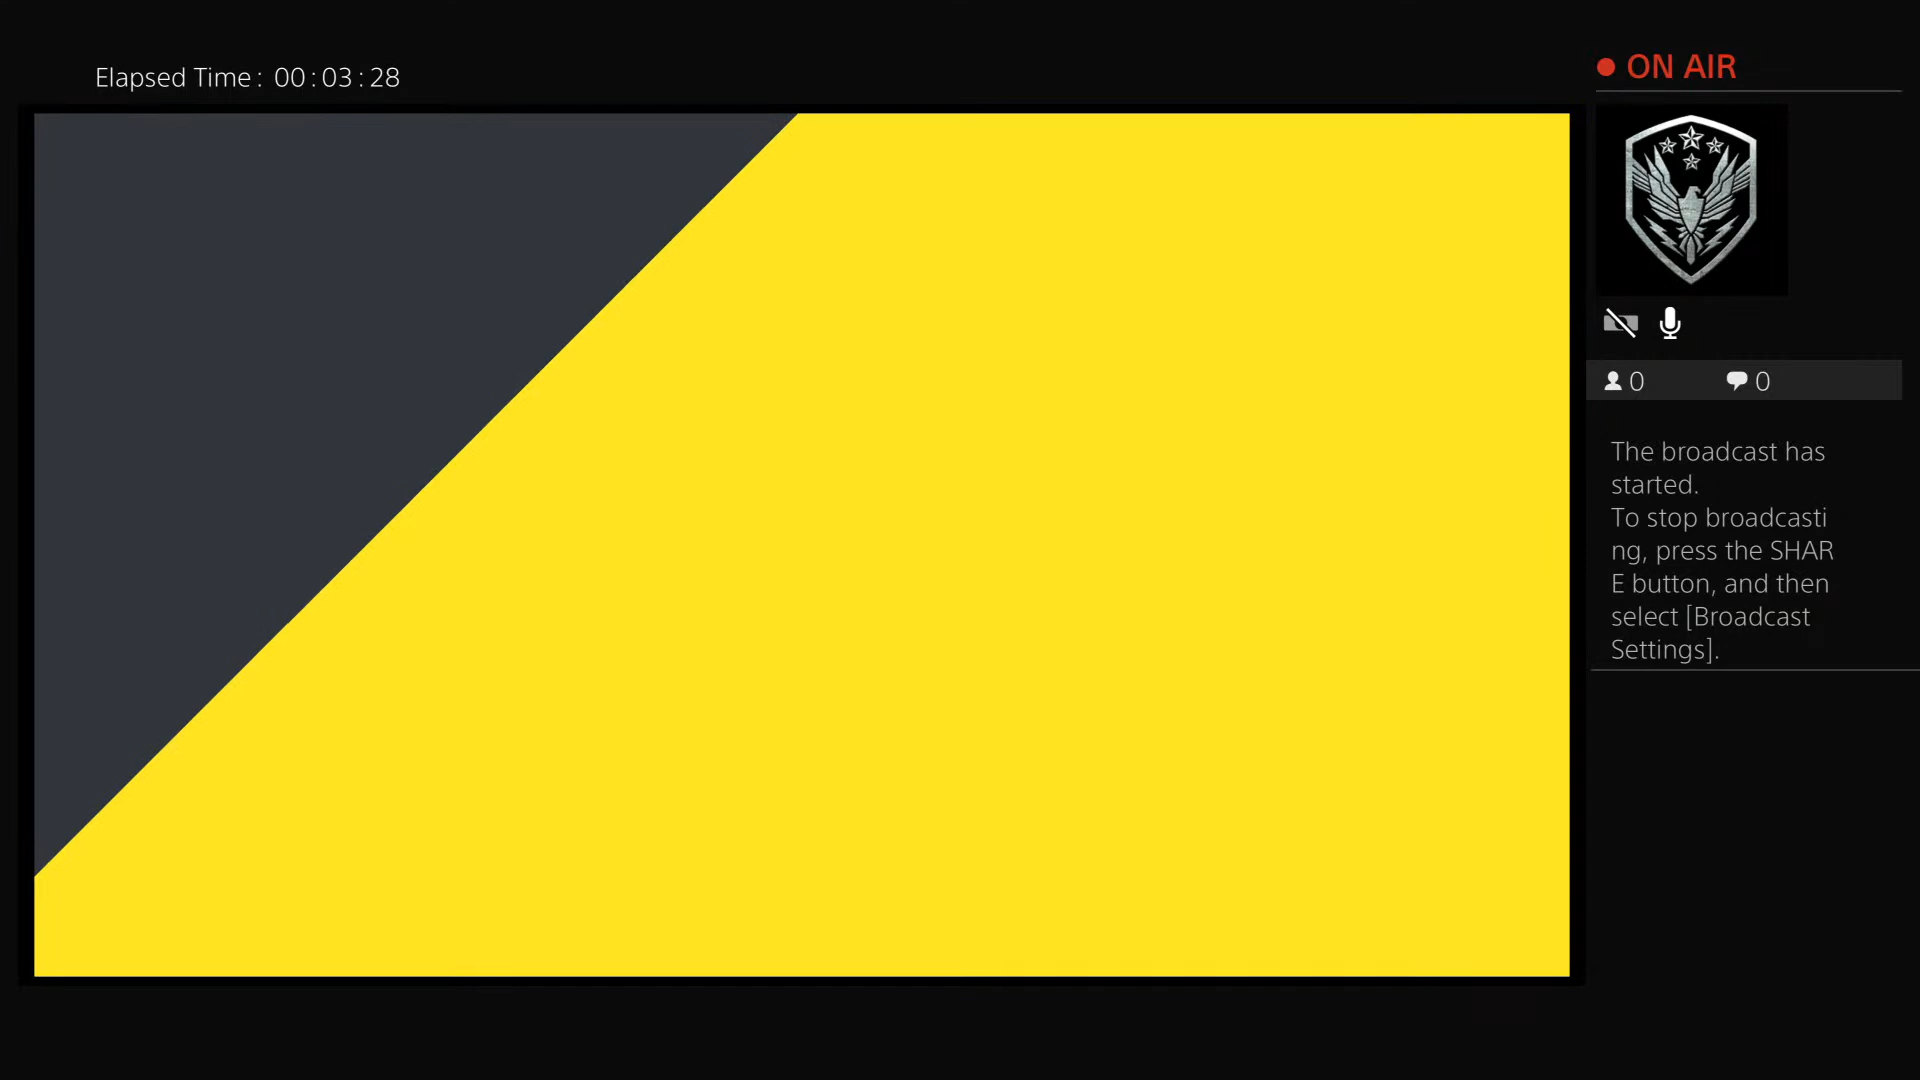 Elapsed Time: 00:03:28
ON AIR
0 0
The broadcast has
started.
To stop broadcasti
ng, press the SHAR
E button, and then
select [Broadcast
Settings].